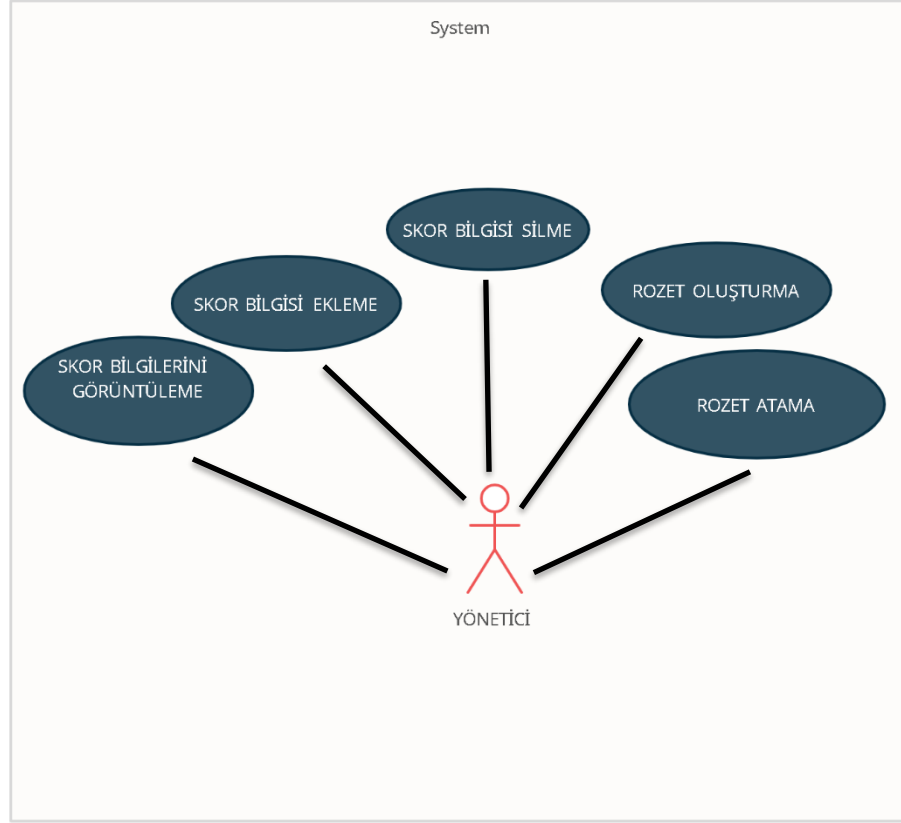 System
SKOR BİLGİSİ SİLME
SKOR BİLGİSİ EKLEME
ROZET OLUŞTURMA
SKOR BİLGİLERİNİ
GÖRÜNTÜLEME
ROZET ATAMA
YÖNETİCİ